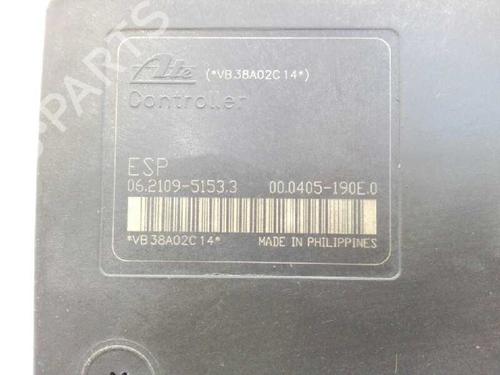 Ate (*VB38A02C14*)
Controller
ESP
06.2109-5153.3 00.0405-190E.0
*VB38A02C14* MADE IN PHILIPPINES